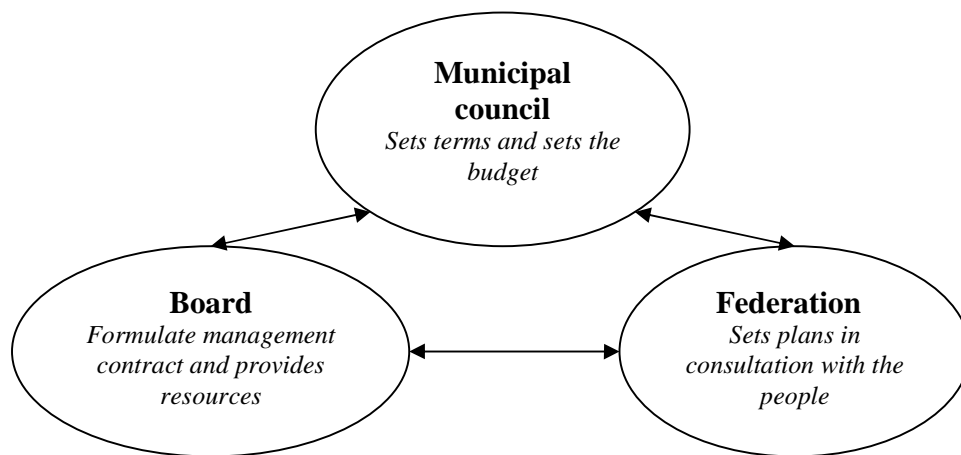 Municipal
council
Sets terms and sets the
budget
Board
Formulate management
contract and provides
resources
Federation
Sets plans in
consultation with the
people